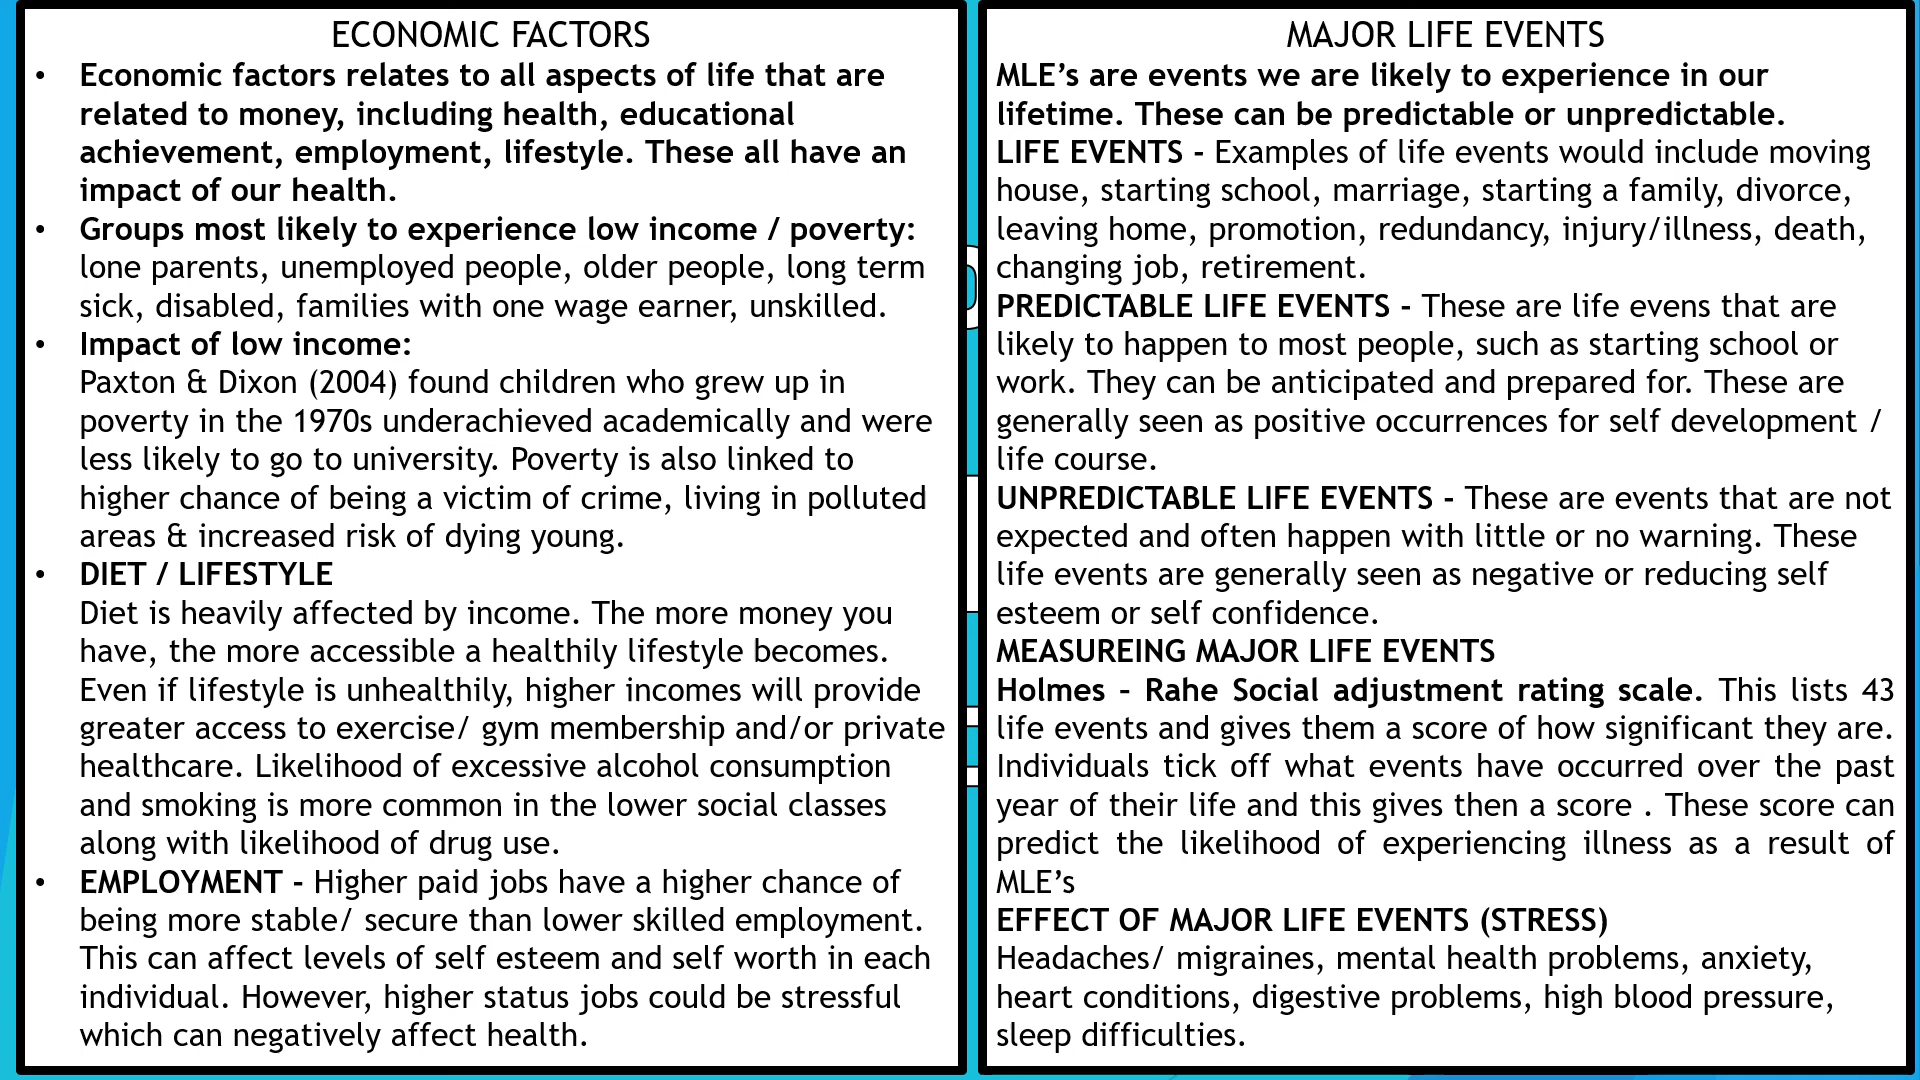 ECONOMIC FACTORS
• Economic factors relates to all aspects of life that are
related to money, including health, educational
achievement, employment, lifestyle. These all have an
impact of our health.
• Groups most likely to experience low income / poverty:
lone parents, unemployed people, older people, long term
sick, disabled, families with one wage earner, unskilled.
• Impact of low income:
Paxton & Dixon (2004) found children who grew up in
poverty in the 1970s underachieved academically and were
less likely to go to university. Poverty is also linked to
higher chance of being a victim of crime, living in polluted
areas & increased risk of dying young.
• DIET / LIFESTYLE
Diet is heavily affected by income. The more money you
have, the more accessible a healthily lifestyle becomes.
Even if lifestyle is unhealthily, higher incomes will provide
greater access to exercise/ gym membership and/or private
healthcare. Likelihood of excessive alcohol consumption
and smoking is more common in the lower social classes
along with likelihood of drug use.
• EMPLOYMENT - Higher paid jobs have a higher chance of
being more stable/ secure than lower skilled employment.
This can affect levels of self esteem and self worth in each
individual. However, higher status jobs could be stressful
which can negatively affect health.
MAJOR LIFE EVENTS
MLE’s are events we are likely to experience in our
lifetime. These can be predictable or unpredictable.
LIFE EVENTS - Examples of life events would include moving
house, starting school, marriage, starting a family, divorce,
leaving home, promotion, redundancy, injury/illness, death,
changing job, retirement.
PREDICTABLE LIFE EVENTS - These are life evens that are
likely to happen to most people, such as starting school or
work. They can be anticipated and prepared for. These are
generally seen as positive occurrences for self development /
life course.
UNPREDICTABLE LIFE EVENTS - These are events that are not
expected and often happen with little or no warning. These
life events are generally seen as negative or reducing self
esteem or self confidence.
MEASUREING MAJOR LIFE EVENTS
Holmes - Rahe Social adjustment rating scale. This lists 43
life events and gives them a score of how significant they are.
Individuals tick off what events have occurred over the past
year of their life and this gives then a score . These score can
predict the likelihood of experiencing illness as a result of
MLE’s
EFFECT OF MAJOR LIFE EVENTS (STRESS)
Headaches/ migraines, mental health problems, anxiety,
heart conditions, digestive problems, high blood pressure,
sleep difficulties.